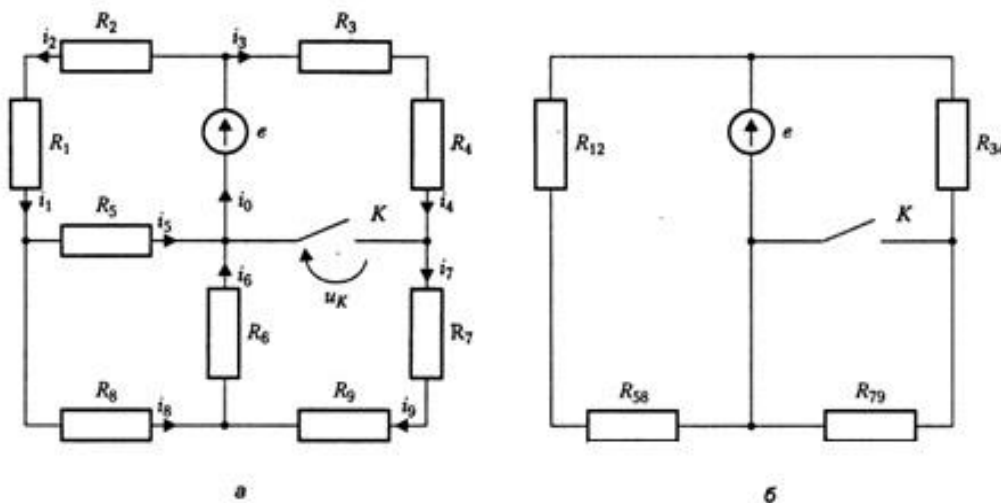 R2 R3
i2 i3
R1 e R4 R12 e R34
i1 R5 i5 i0 K i4 K
i6 uK i7
R6 R7
R8 R9 R58 R79
i8 i9
а б